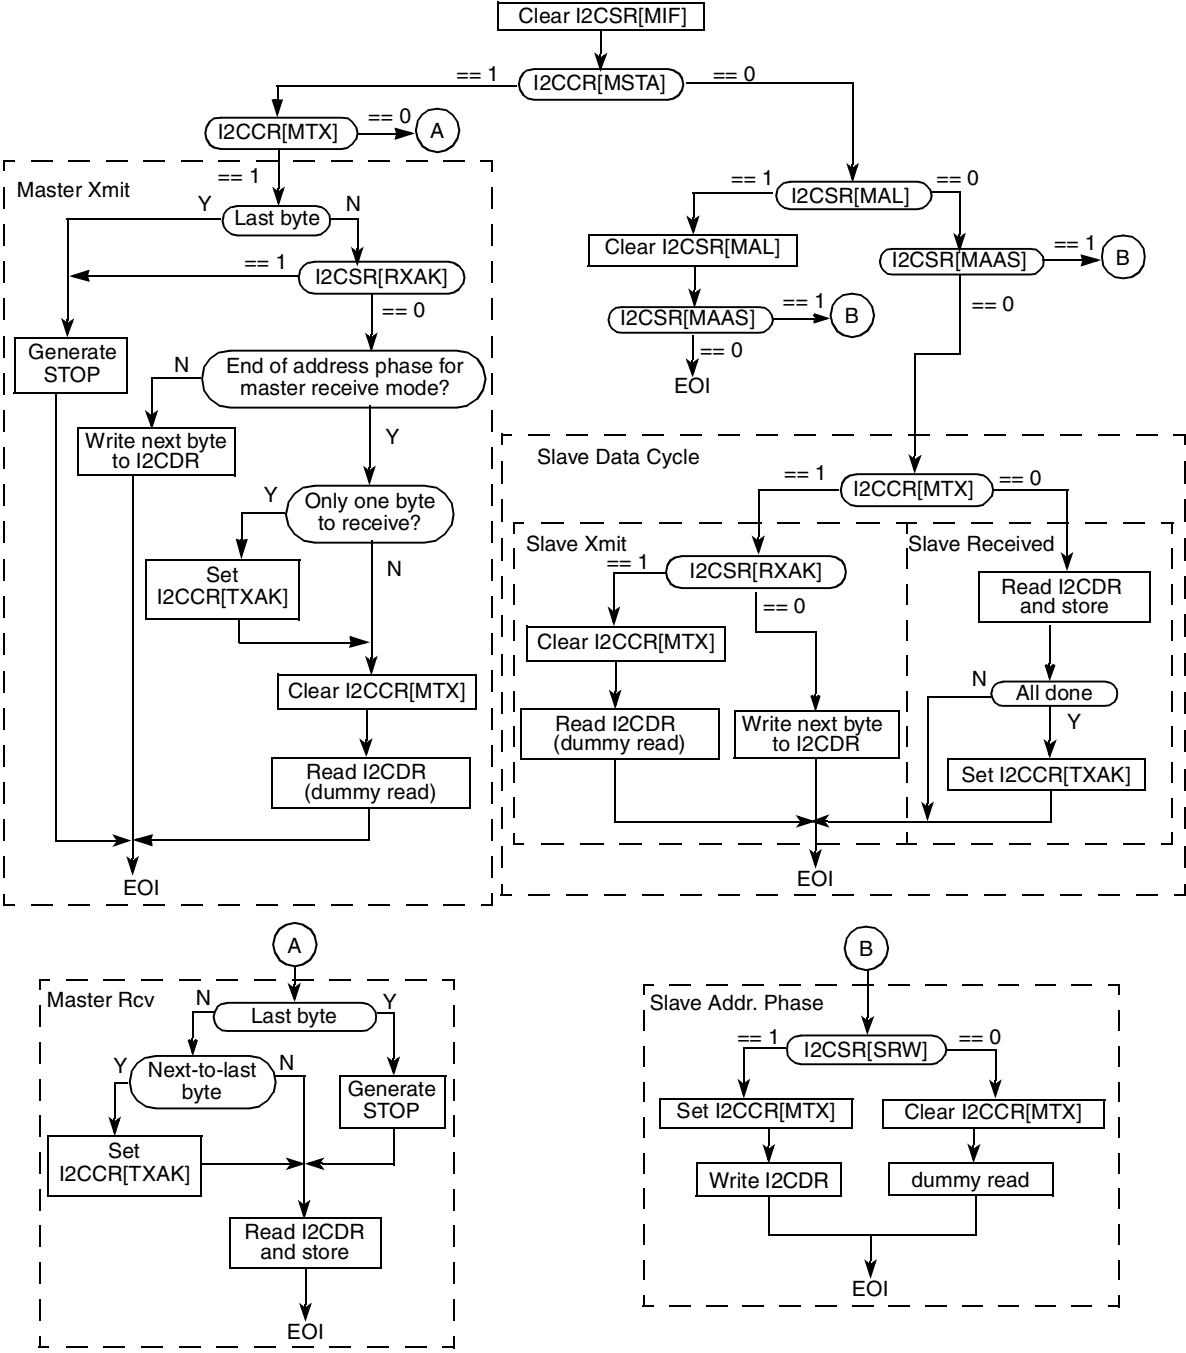 Clear I2CSR[MIF]
== 1
I2CCR[MSTA]
== 0
I2CCR[MTX]
== 0
A
Master Xmit
== 1
Y
Last byte
N
== 1
I2CSR[RXAK]
== 0
Generate
STOP
N
End of address phase for
master receive mode?
Write next byte
to I2CDR
Y
Y
Only one byte
to receive?
Set
I2CCR[TXAK]
N
Clear I2CCR[MTX]
Read I2CDR
(dummy read)
EOI
== 1
I2CSR[MAL]
== 0
Clear I2CSR[MAL]
I2CSR[MAAS]
== 1
B
I2CSR[MAAS]
== 1
B
== 0
EOI
== 0
Slave Data Cycle
== 1
I2CCR[MTX]
== 0
Slave Xmit
== 1
I2CSR[RXAK]
== 0
Clear I2CCR[MTX]
Read I2CDR
(dummy read)
Write next byte
to I2CDR
Slave Received
Read I2CDR
and store
N
All done
Y
Set I2CCR[TXAK]
EOI
A
Master Rcv
N
Last byte
Y
Y
Next-to-last
byte
N
Generate
STOP
Set
I2CCR[TXAK]
Read I2CDR
and store
EOI
B
Slave Addr. Phase
== 1
I2CSR[SRW]
== 0
Set I2CCR[MTX]
Clear I2CCR[MTX]
Write I2CDR
dummy read
EOI